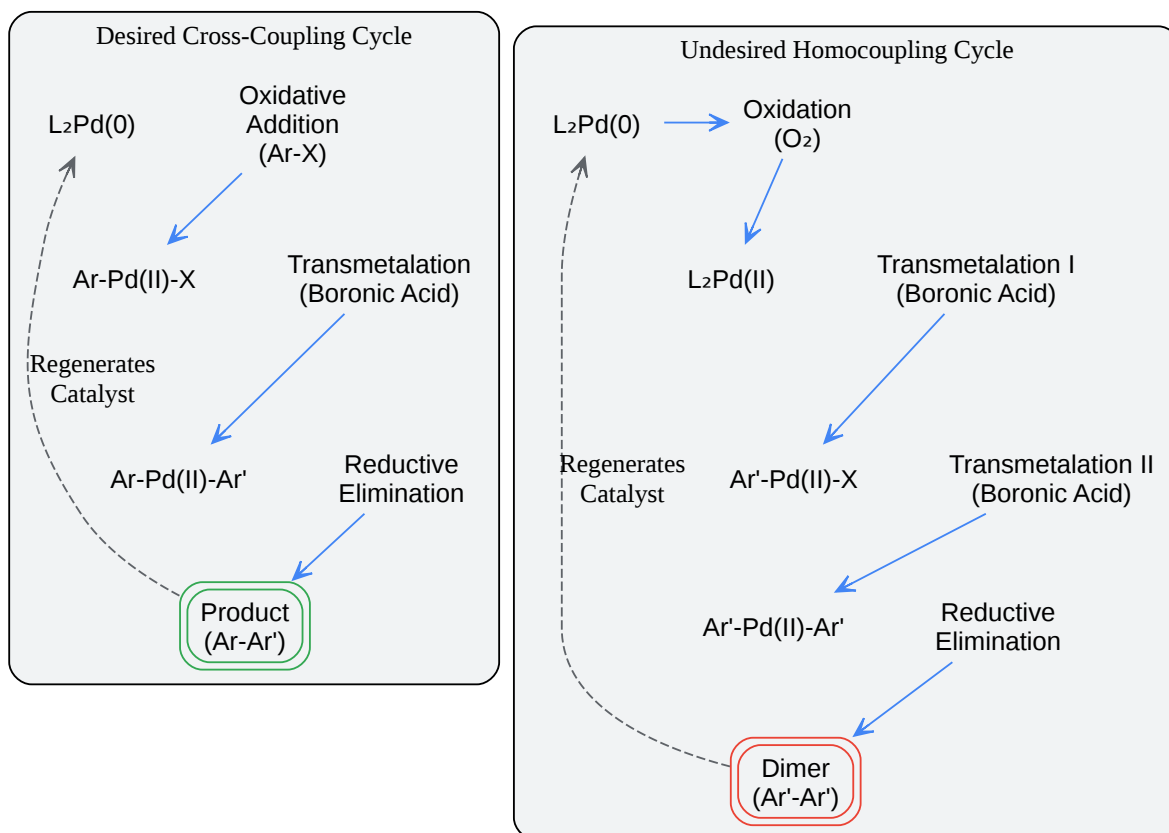 Desired Cross-Coupling Cycle
L₂Pd(0)
Oxidative
Addition
(Ar-X)
Ar-Pd(II)-X
Transmetalation
(Boronic Acid)
Regenerates
Catalyst
Ar-Pd(II)-Ar'
Reductive
Elimination
Product
(Ar-Ar')
Undesired Homocoupling Cycle
L₂Pd(0)
Oxidation
(O₂)
L₂Pd(II)
Transmetalation I
(Boronic Acid)
Regenerates
Catalyst
Ar'-Pd(II)-X
Transmetalation II
(Boronic Acid)
Ar'-Pd(II)-Ar'
Reductive
Elimination
Dimer
(Ar'-Ar')